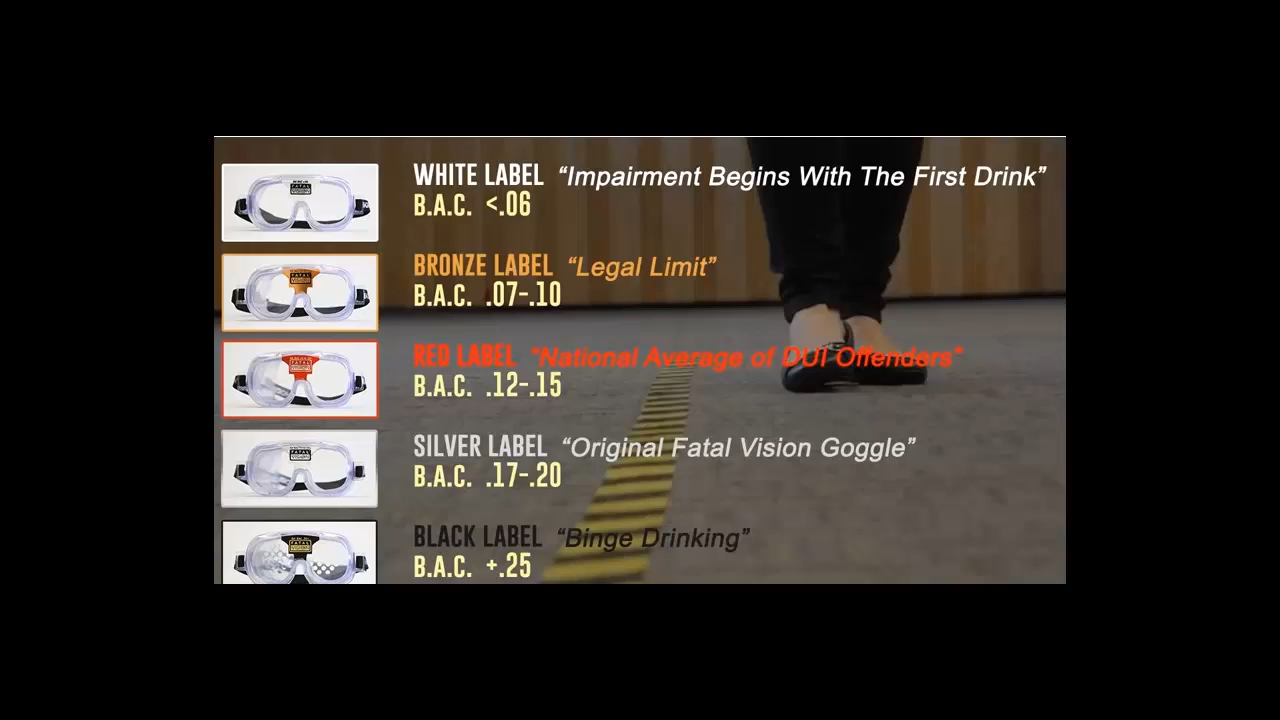 WHITE LABEL “Impairment Begins With The First Drink”
B.A.C. <.06
BRONZE LABEL “Legal Limit”
B.A.C. .07-.10
RED LABEL “National Average of DUI Offenders”
B.A.C. .12-.15
SILVER LABEL “Original Fatal Vision Goggle”
B.A.C. .17-.20
BLACK LABEL “Binge Drinking”
B.A.C. +.25